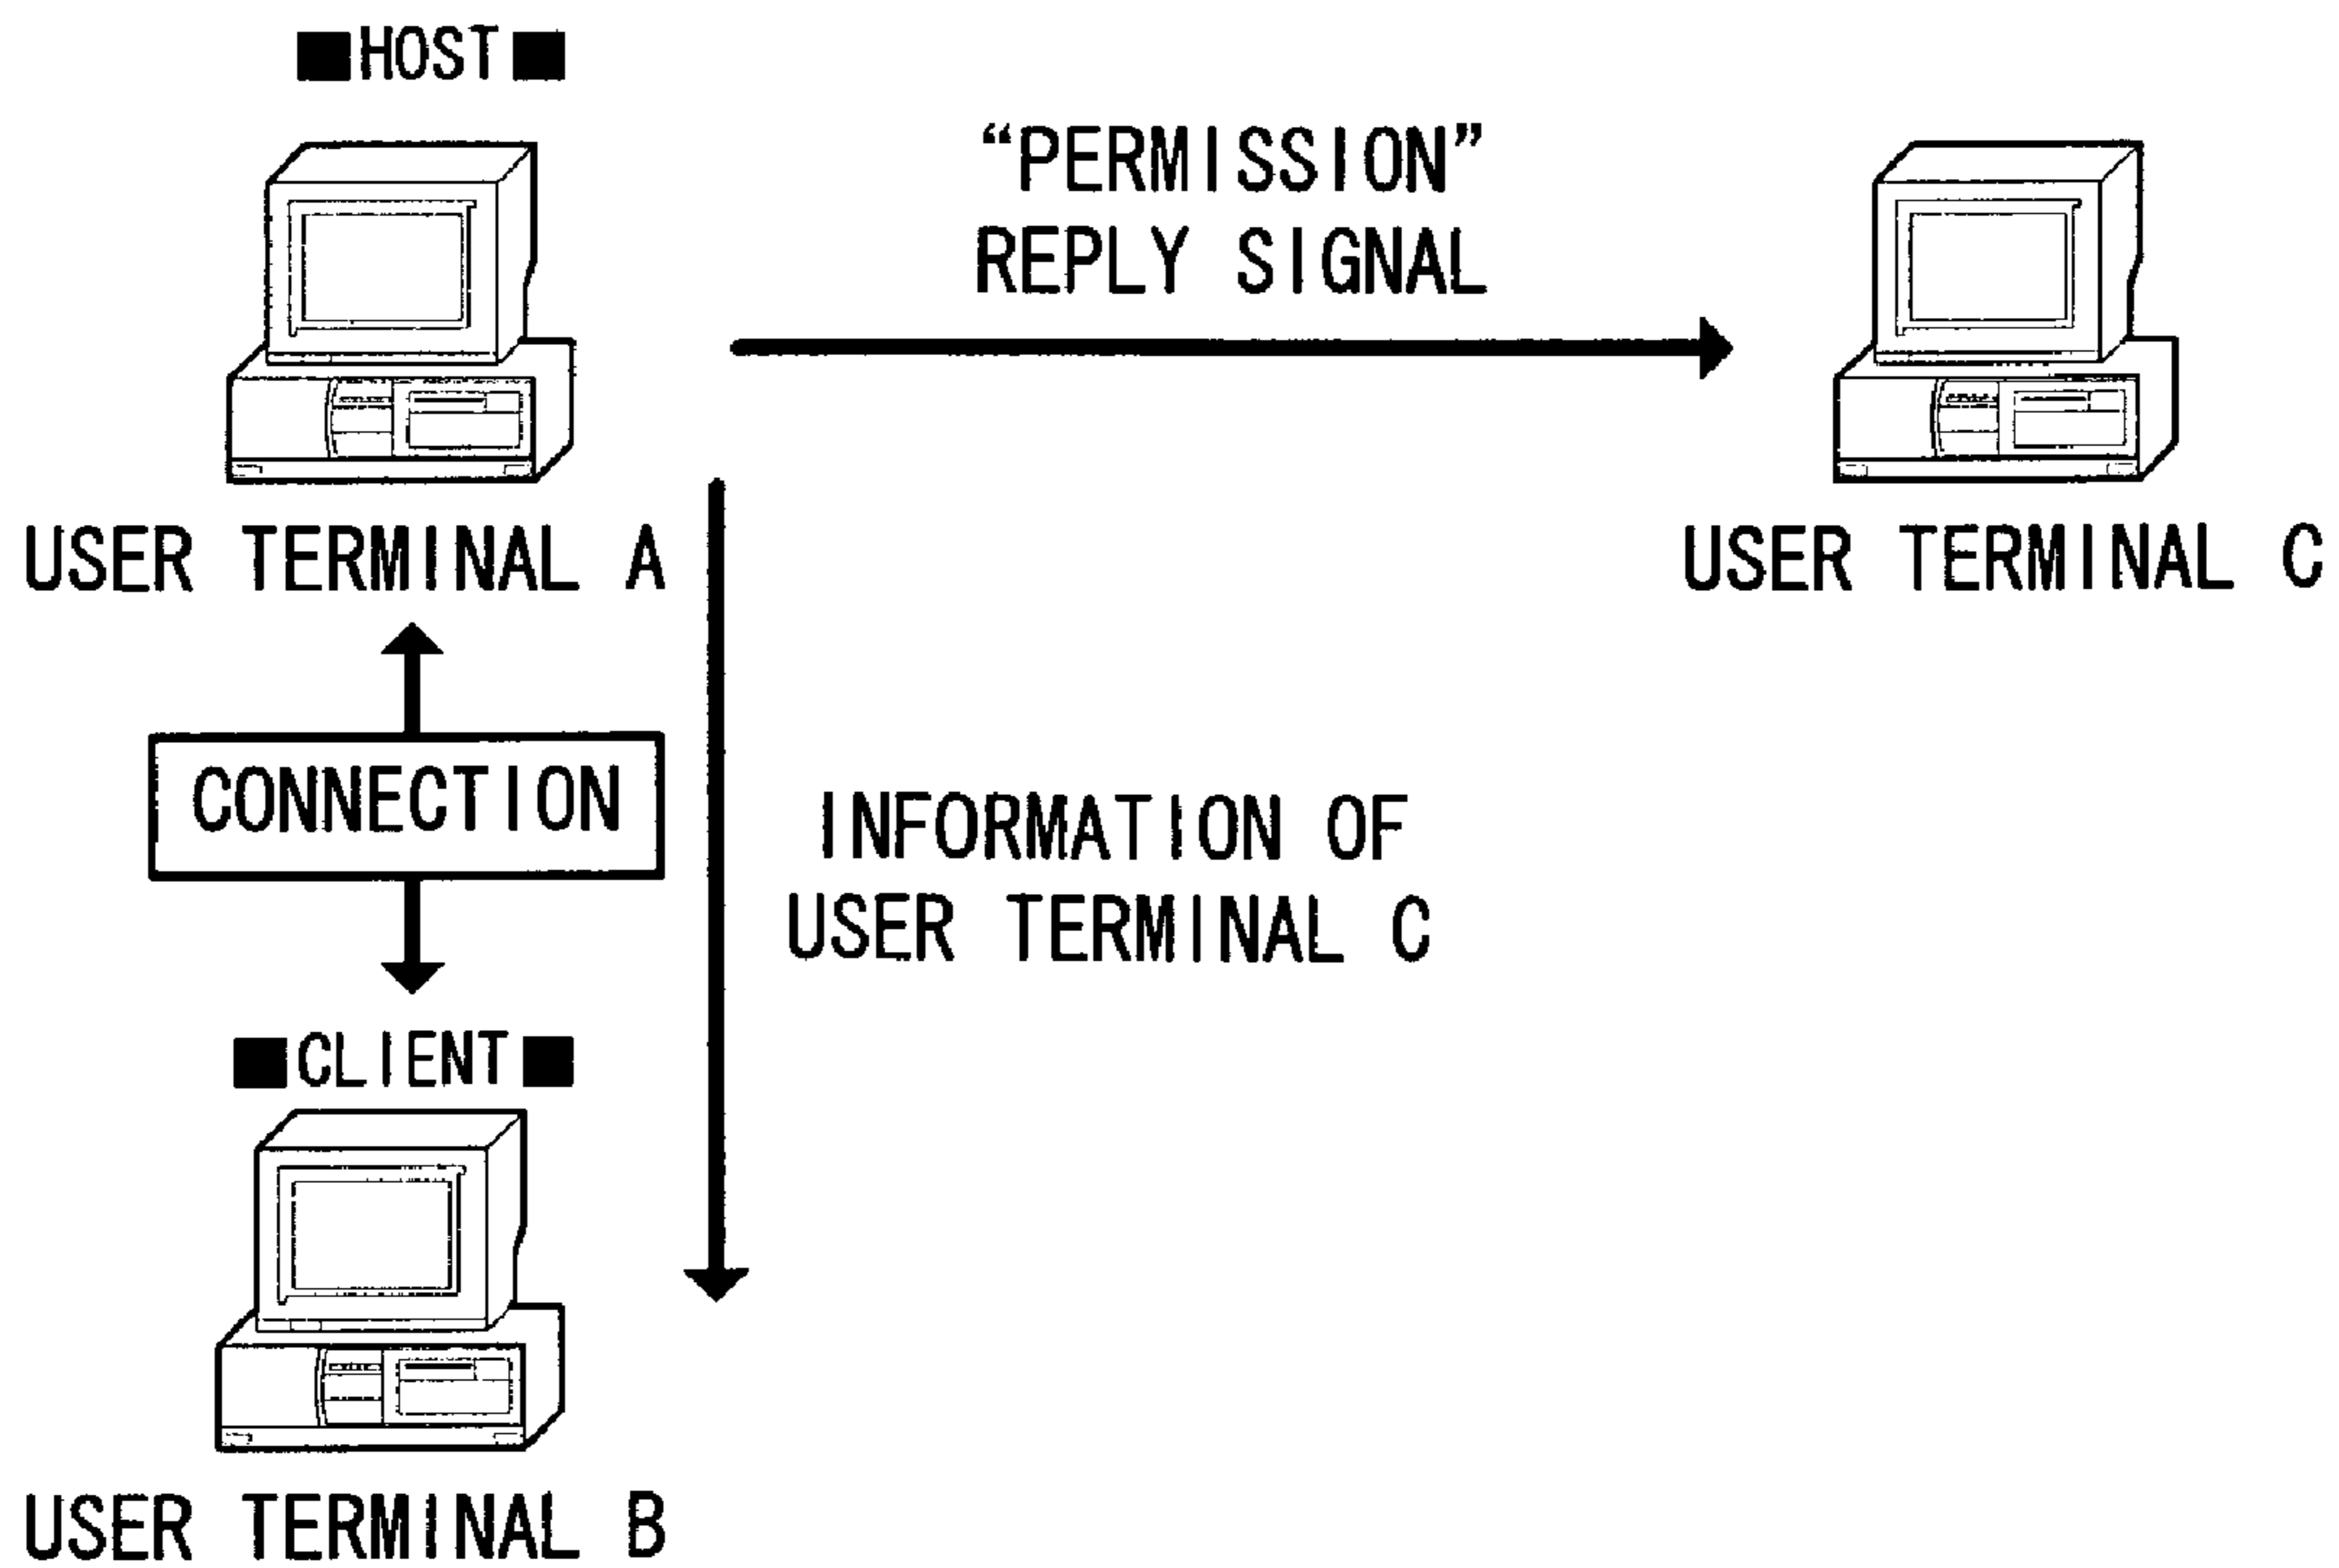 ■HOST■
“PERMISSION”
REPLY SIGNAL
USER TERMINAL A
USER TERMINAL C
CONNECTION
INFORMATION OF
USER TERMINAL C
■CLIENT■
USER TERMINAL B